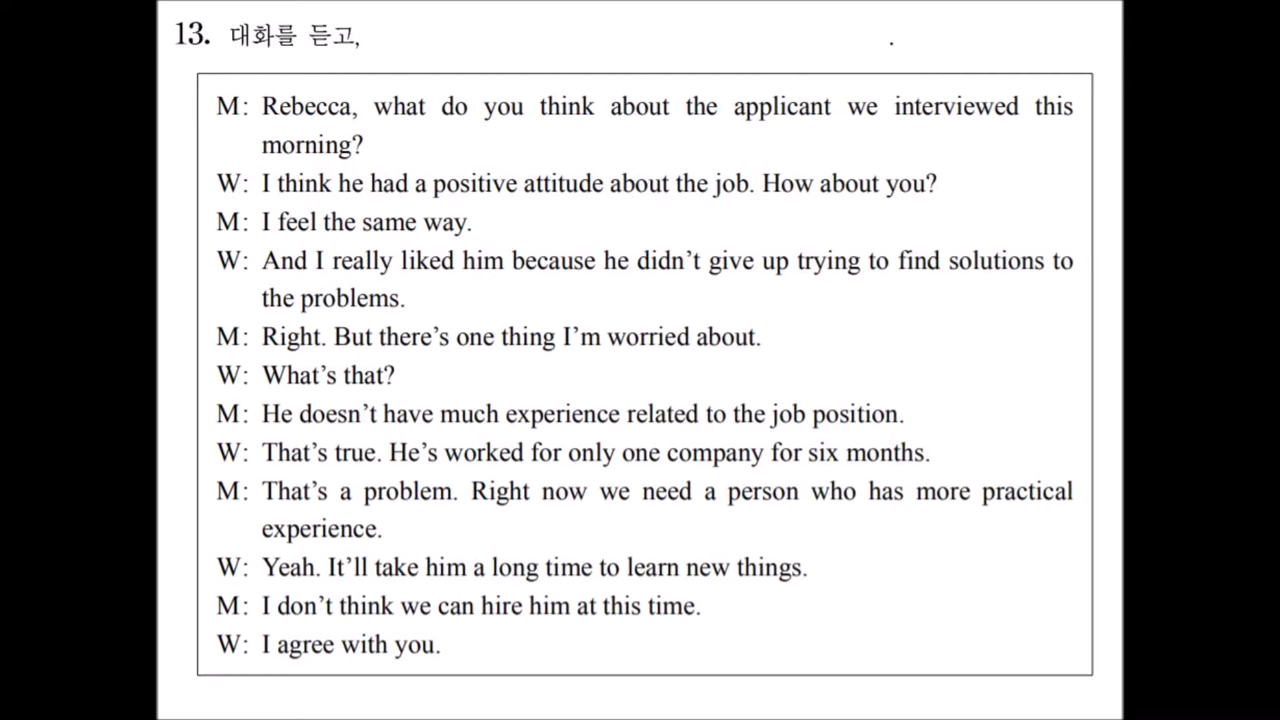 13. 대화를 듣고,
M: Rebecca, what do you think about the applicant we interviewed this
morning?
W: I think he had a positive attitude about the job. How about you?
M: I feel the same way.
W: And I really liked him because he didn’t give up trying to find solutions to
the problems.
M: Right. But there’s one thing I’m worried about.
W: What’s that?
M: He doesn’t have much experience related to the job position.
W: That’s true. He’s worked for only one company for six months.
M: That’s a problem. Right now we need a person who has more practical
experience.
W: Yeah. It’ll take him a long time to learn new things.
M: I don’t think we can hire him at this time.
W: I agree with you.